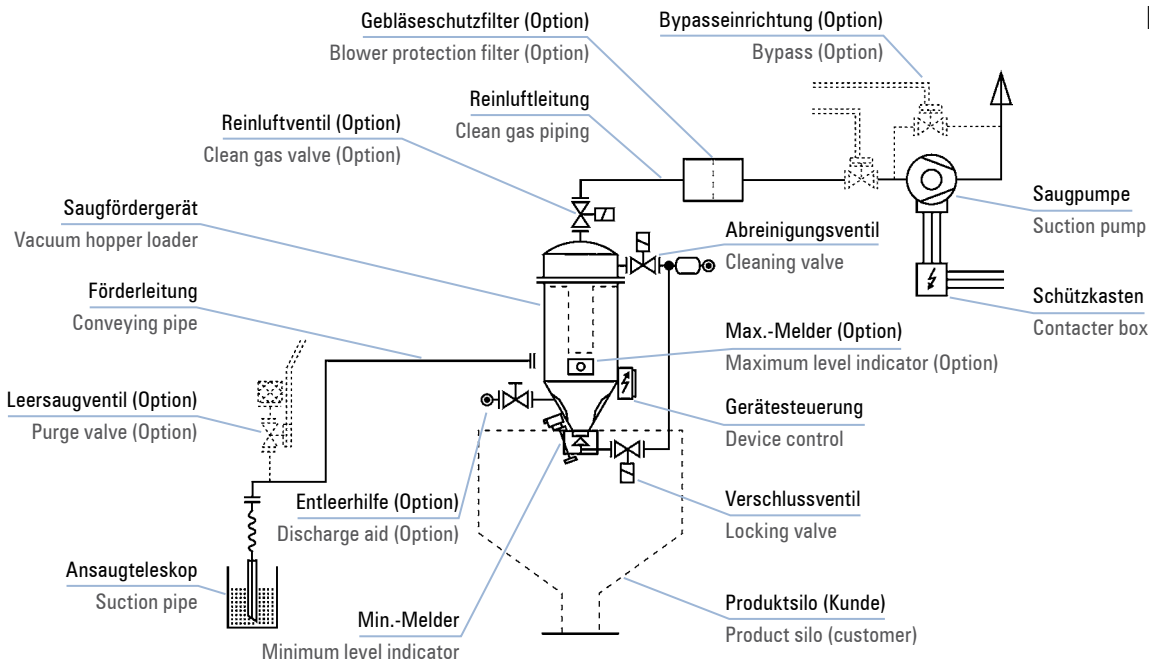 Gebläseschutzfilter (Option)
Blower protection filter (Option)
Bypasseinrichtung (Option)
Bypass (Option)
Reinluftleitung
Clean gas piping
Reinluftventil (Option)
Clean gas valve (Option)
Saugfördergerät
Vacuum hopper loader
Abreinigungsventil
Cleaning valve
Saugpumpe
Suction pump
Förderleitung
Conveying pipe
Schützkasten
Contacter box
Max.-Melder (Option)
Maximum level indicator (Option)
Leersaugventil (Option)
Purge valve (Option)
Gerätesteuerung
Device control
Entleerhilfe (Option)
Discharge aid (Option)
Verschlussventil
Locking valve
Ansaugteleskop
Suction pipe
Min.-Melder
Minimum level indicator
Produktsilo (Kunde)
Product silo (customer)